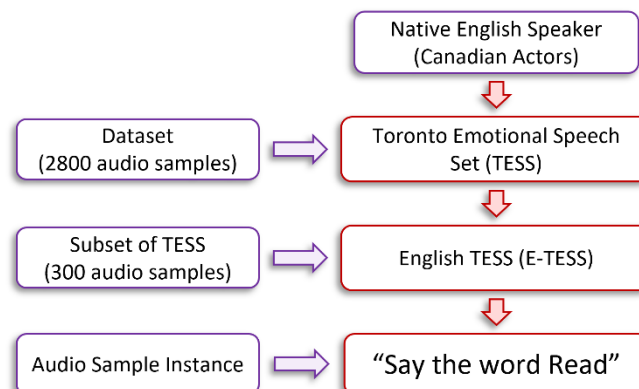 Native English Speaker
(Canadian Actors)
Dataset
(2800 audio samples)
Toronto Emotional Speech
Set (TESS)
Subset of TESS
(300 audio samples)
English TESS (E-TESS)
Audio Sample Instance
“Say the word Read”